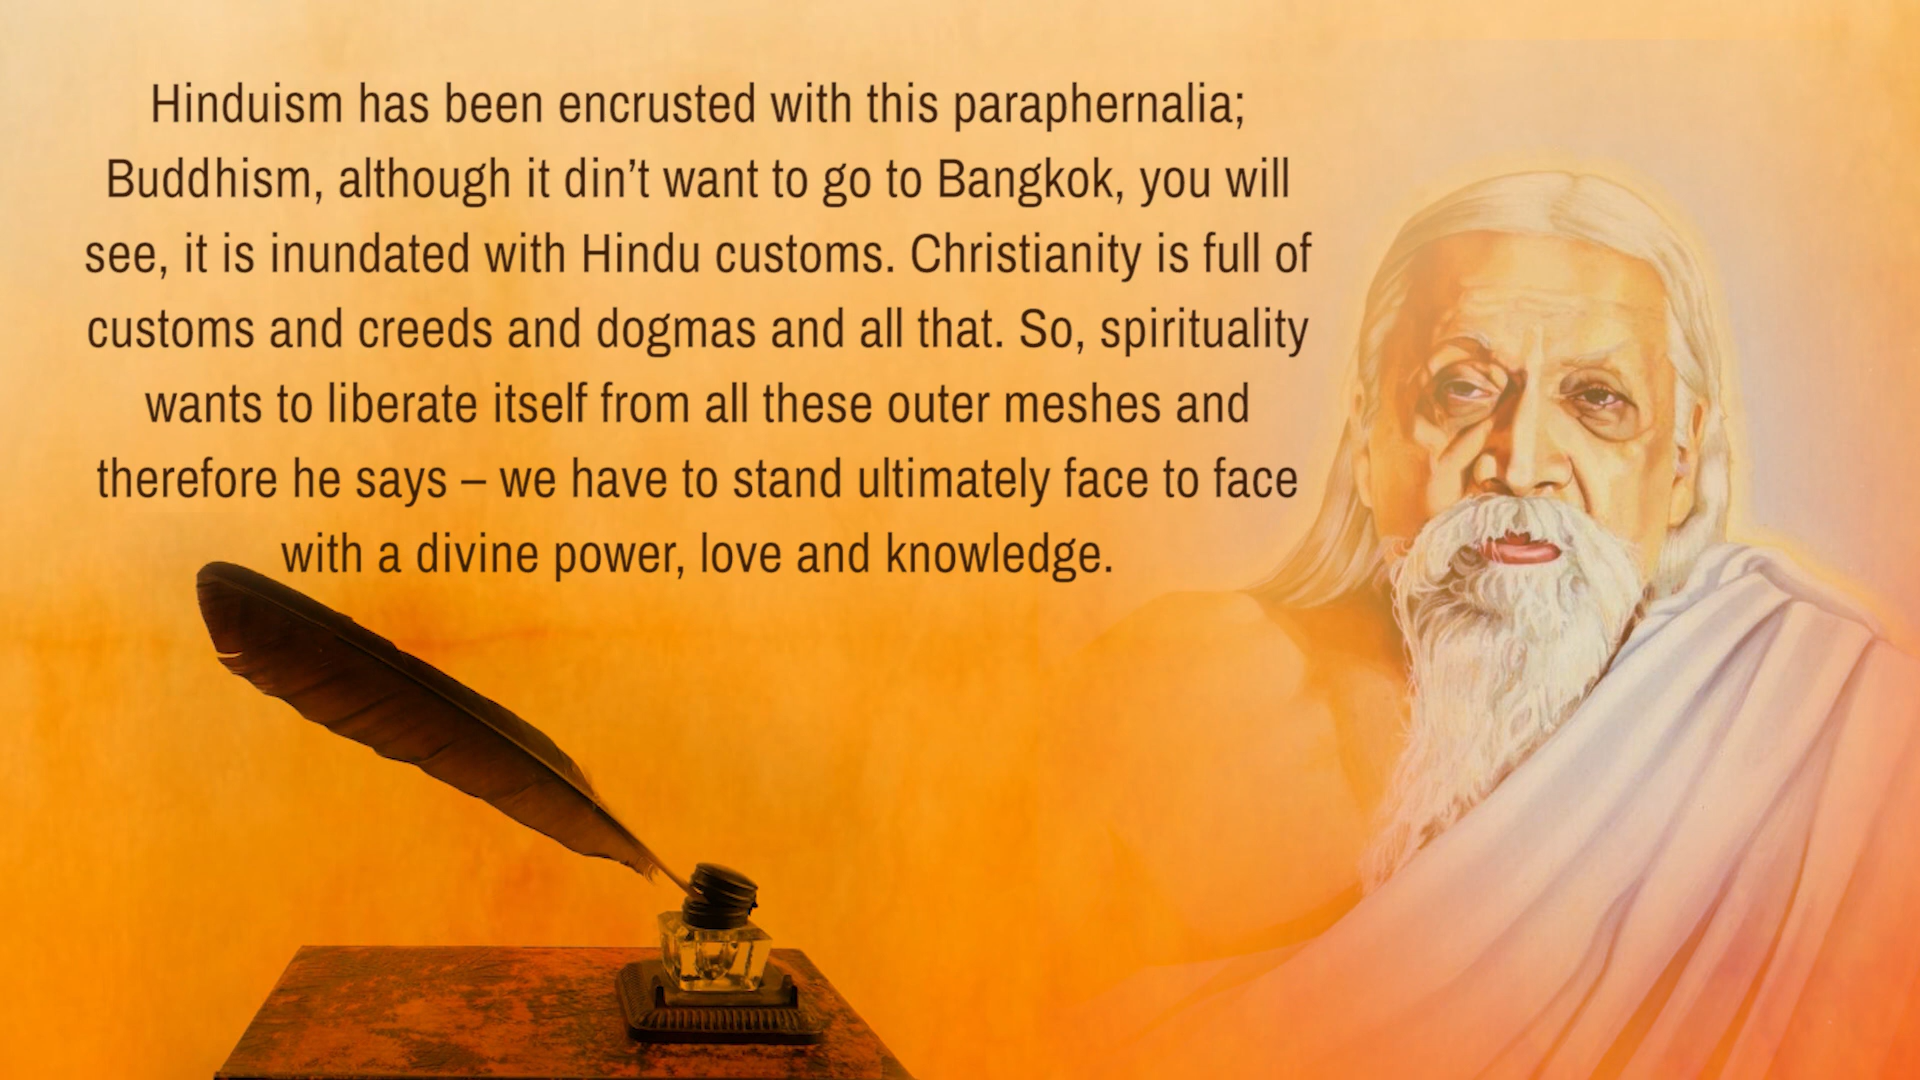 Hinduism has been encrusted with this paraphernalia;
Buddhism, although it din’t want to go to Bangkok, you will
see, it is inundated with Hindu customs. Christianity is full of
customs and creeds and dogmas and all that. So, spirituality
wants to liberate itself from all these outer meshes and
therefore he says – we have to stand ultimately face to face
with a divine power, love and knowledge.